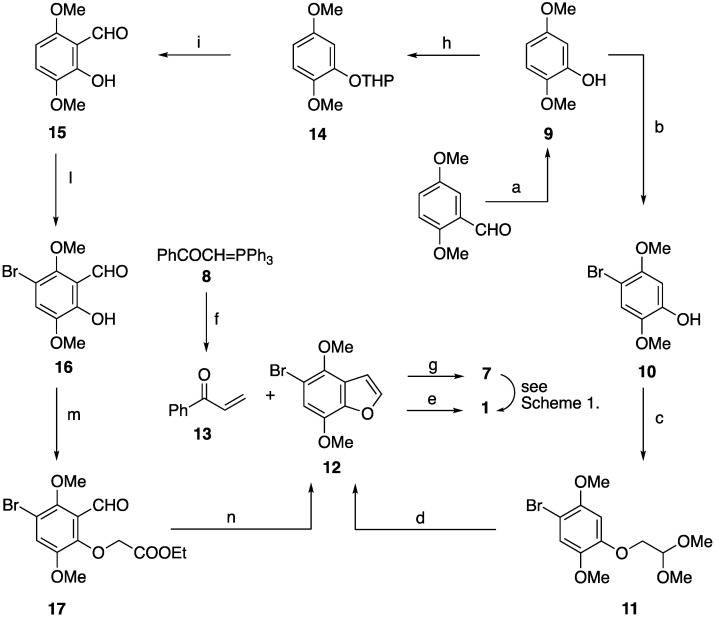 OMe
CHO
OH
OMe
15
i
OMe
OTHP
OMe
14
h
OMe
OH
OMe
9
b
a
OMe
CHO
OMe
l
OMe
Br
CHO
OH
OMe
16
PhCOCH=PPh3
8
f
O
Ph
13
+
OMe
Br
O
OMe
12
g
7
e
1
see
Scheme 1.
OMe
Br
OH
OMe
10
c
m
OMe
Br
CHO
O
COOEt
OMe
17
n
d
OMe
Br
O
OMe
OMe
OMe
11